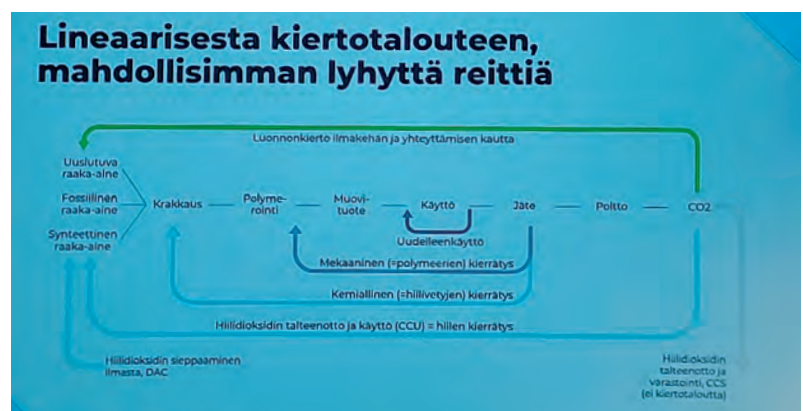 Lineaarisesta kiertotalouteen,
mahdollisimman lyhyttä reittiä
Luonnonkierto ilmakehän ja yhteyttämisen kautta
Uusiutuva
raaka-aine
Fossiilinen
raaka-aine
Synteettinen
raaka-aine
Krakkaus
Polyme-
rointi
Muovi-
tuote
Käyttö
Jäte
Poltto
CO2
Uudelleenkäyttö
Mekaaninen (=polymeerien) kierrätys
Kemiallinen (=hiilivetyjen) kierrätys
Hiilidioksidin talteenotto ja käyttö (CCU) = hiilen kierrätys
Hiilidioksidin sieppaaminen
ilmasta, DAC
Hiilidioksidin
talteenotto ja
varastointi, CCS
(ei kiertotaloutta)